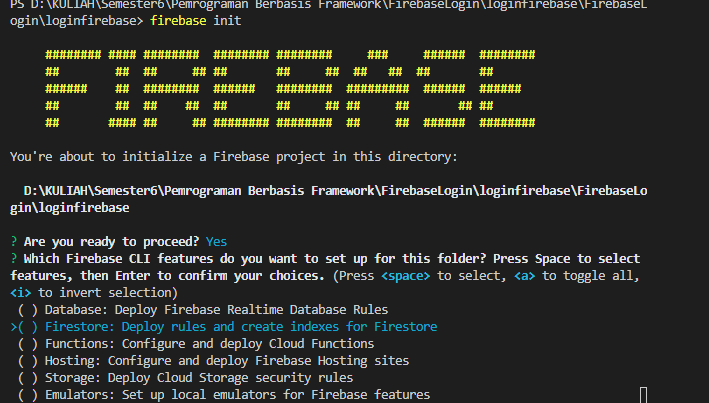 PS D:\KULIAH\Semester6\Pemrograman Berbasis Framework\FirebaseLogin\loginfirebase\FirebaseL
ogin\loginfirebase> firebase init
FIREBASE
You're about to initialize a Firebase project in this directory:
D:\KULIAH\Semester6\Pemrograman Berbasis Framework\FirebaseLogin\loginfirebase\FirebaseLo
gin\loginfirebase
? Are you ready to proceed? Yes
? Which Firebase CLI features do you want to set up for this folder? Press Space to select
features, then Enter to confirm your choices. (Press <space> to select, <a> to toggle all,
<i> to invert selection)
( ) Database: Deploy Firebase Realtime Database Rules
>( ) Firestore: Deploy rules and create indexes for Firestore
( ) Functions: Configure and deploy Cloud Functions
( ) Hosting: Configure and deploy Firebase Hosting sites
( ) Storage: Deploy Cloud Storage security rules
( ) Emulators: Set up local emulators for Firebase features